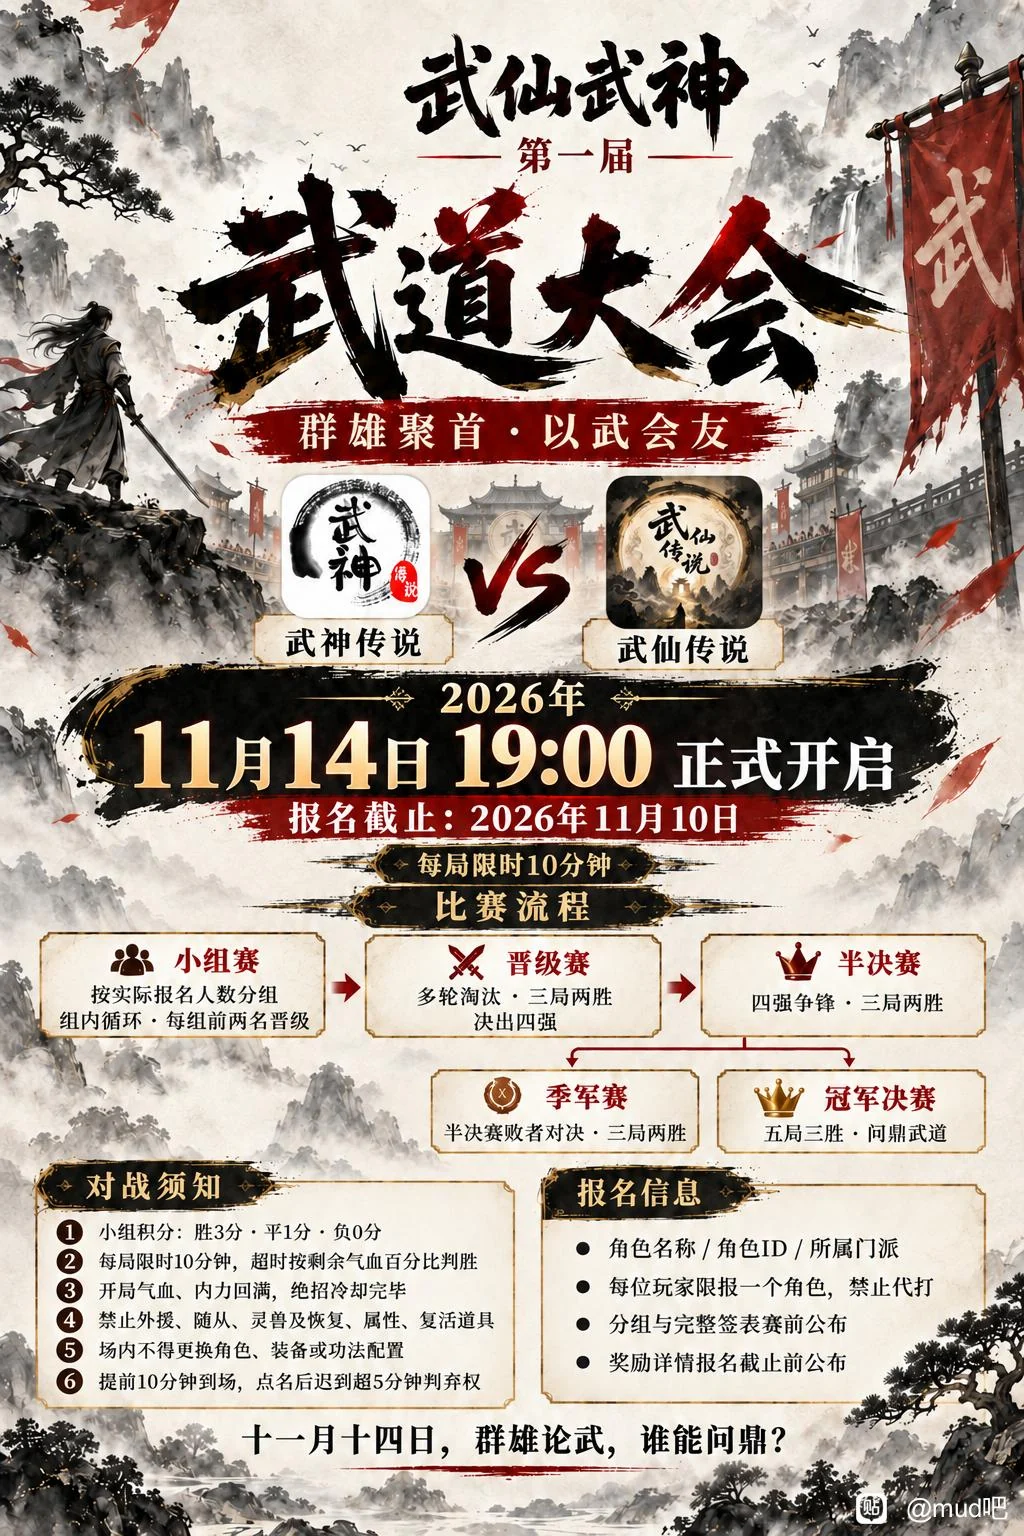 武仙武神
第一届
武道大会
武
群雄聚首·以武会友
武神
传说
VS
武仙
传说
武神传说
武仙传说
2026年
11月14日 19:00 正式开启
报名截止：2026年11月10日
每局限时10分钟
比赛流程
小组赛
按实际报名人数分组
组内循环·每组前两名晋级
晋级赛
多轮淘汰·三局两胜
决出四强
半决赛
四强争锋·三局两胜
季军赛
半决赛败者对决·三局两胜
冠军决赛
五局三胜·问鼎武道
对战须知
1 小组积分：胜3分·平1分·负0分
2 每局限时10分钟，超时按剩余气血百分比判胜
3 开局气血、内力回满，绝招冷却完毕
4 禁止外援、随从、灵兽及恢复、属性、复活道具
5 场内不得更换角色、装备或功法配置
6 提前10分钟到场，点名后迟到超5分钟判弃权
报名信息
● 角色名称 / 角色ID / 所属门派
● 每位玩家限报一个角色，禁止代打
● 分组与完整签表赛前公布
● 奖励详情报名截止前公布
十一月十四日，群雄论武，谁能问鼎？
贴 @mud吧